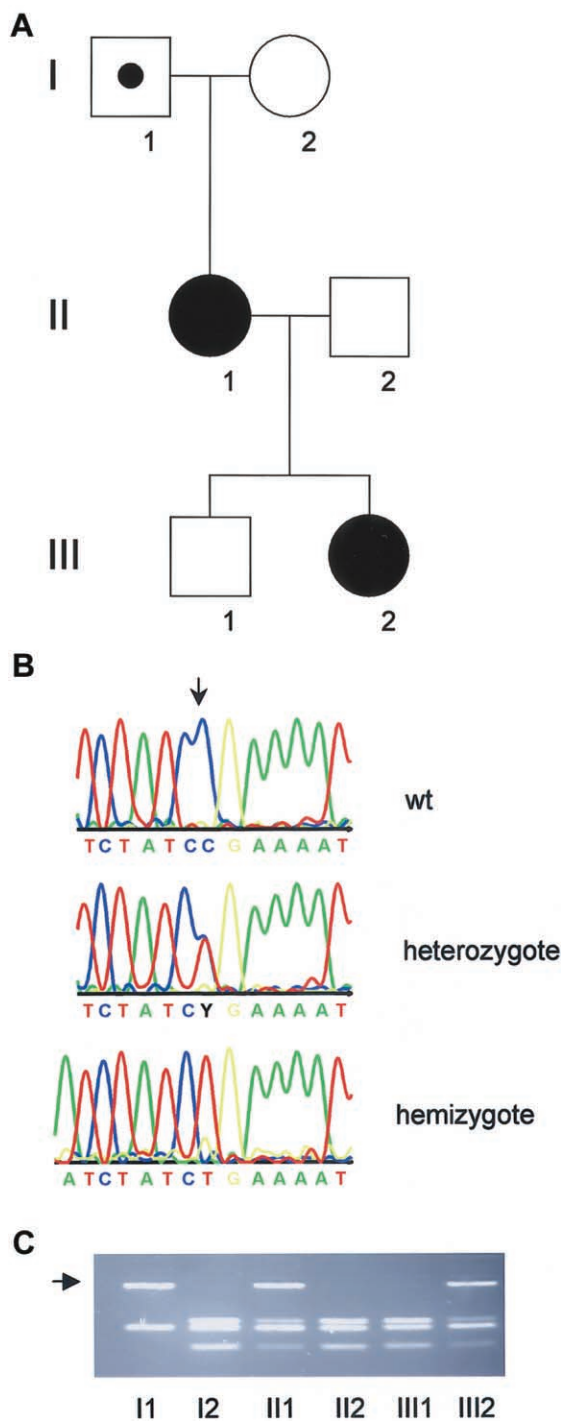 A
I
1 2
II
1 2
III
1 2
B
wt
TCTATCCGAAAAT
heterozygote
TCTATCYGAAAAT
hemizygote
ATCTATCTGAAAAT
C
I1 I2 II1 II2 III1 III2